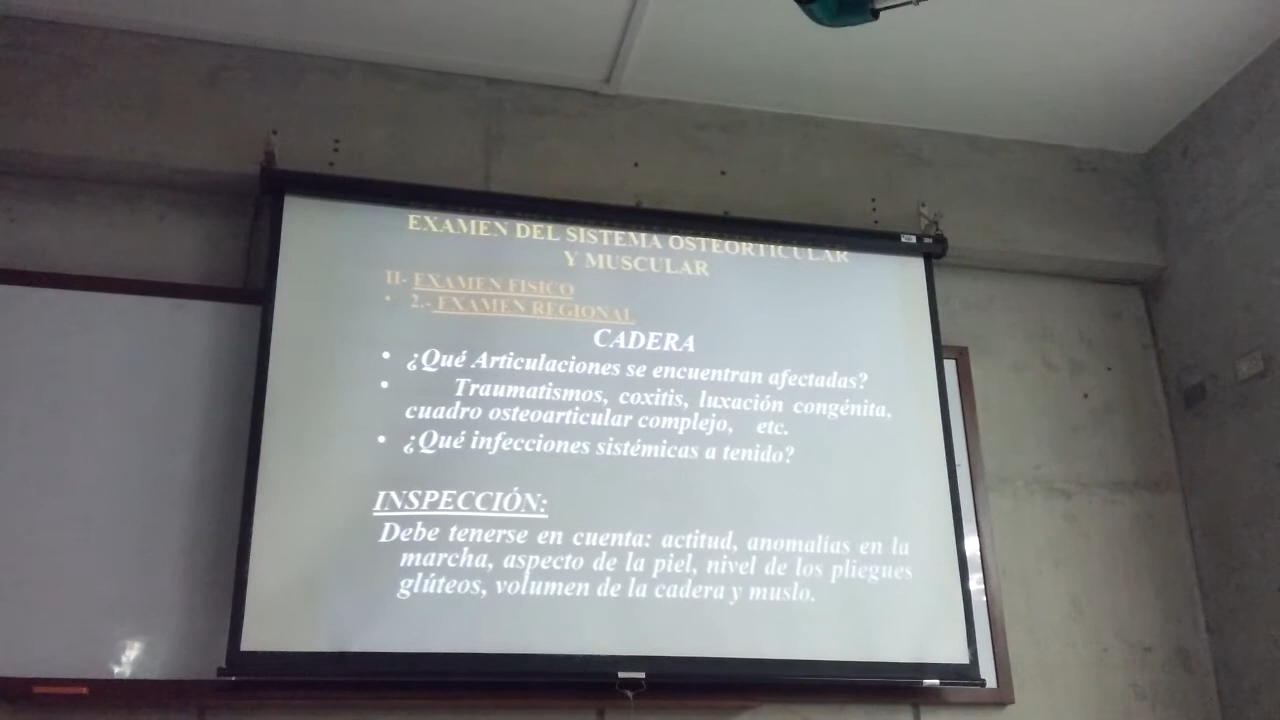 EXAMEN DEL SISTEMA OSTEORTICULAR
Y MUSCULAR
II- EXAMEN FISICO
• 2.- EXAMEN REGIONAL
CADERA
• ¿Qué Articulaciones se encuentran afectadas?
• Traumatismos, coxitis, luxación congénita,
cuadro osteoarticular complejo, etc.
• ¿Qué infecciones sistémicas a tenido?
INSPECCIÓN:
Debe tenerse en cuenta: actitud, anomalías en la
marcha, aspecto de la piel, nivel de los pliegues
glúteos, volumen de la cadera y muslo.